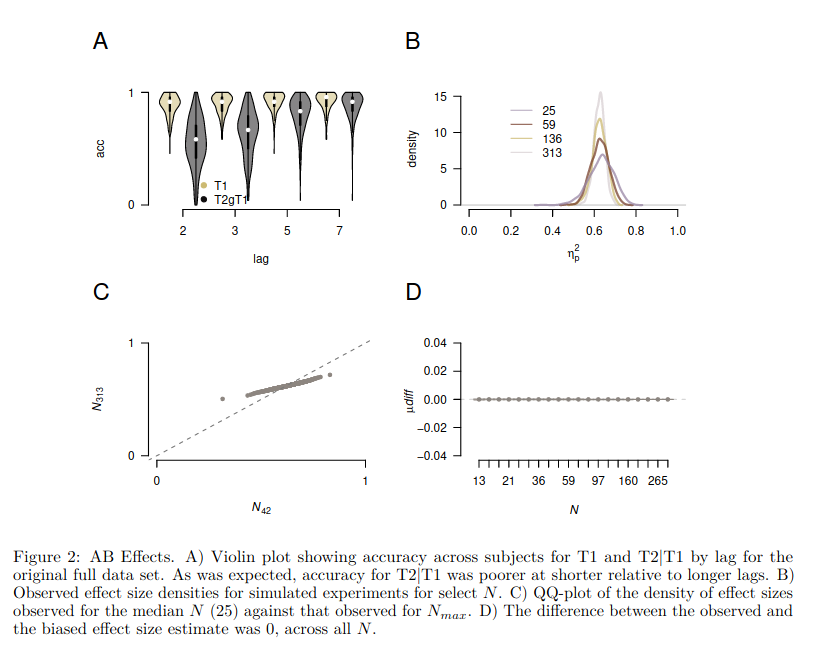 A
1
0
acc
T1
T2gT1
2 3 5 7
lag
B
15
10
5
0
density
25
59
136
313
0.0 0.2 0.4 0.6 0.8 1.0
η²p
C
1
0
N313
0 1
N42
D
0.04
0.02
0.00
−0.02
−0.04
μdiff
13 21 36 59 97 160 265
N
Figure 2: AB Effects. A) Violin plot showing accuracy across subjects for T1 and T2|T1 by lag for the
original full data set. As was expected, accuracy for T2|T1 was poorer at shorter relative to longer lags. B)
Observed effect size densities for simulated experiments for select N. C) QQ-plot of the density of effect sizes
observed for the median N (25) against that observed for Nmax. D) The difference between the observed and
the biased effect size estimate was 0, across all N.